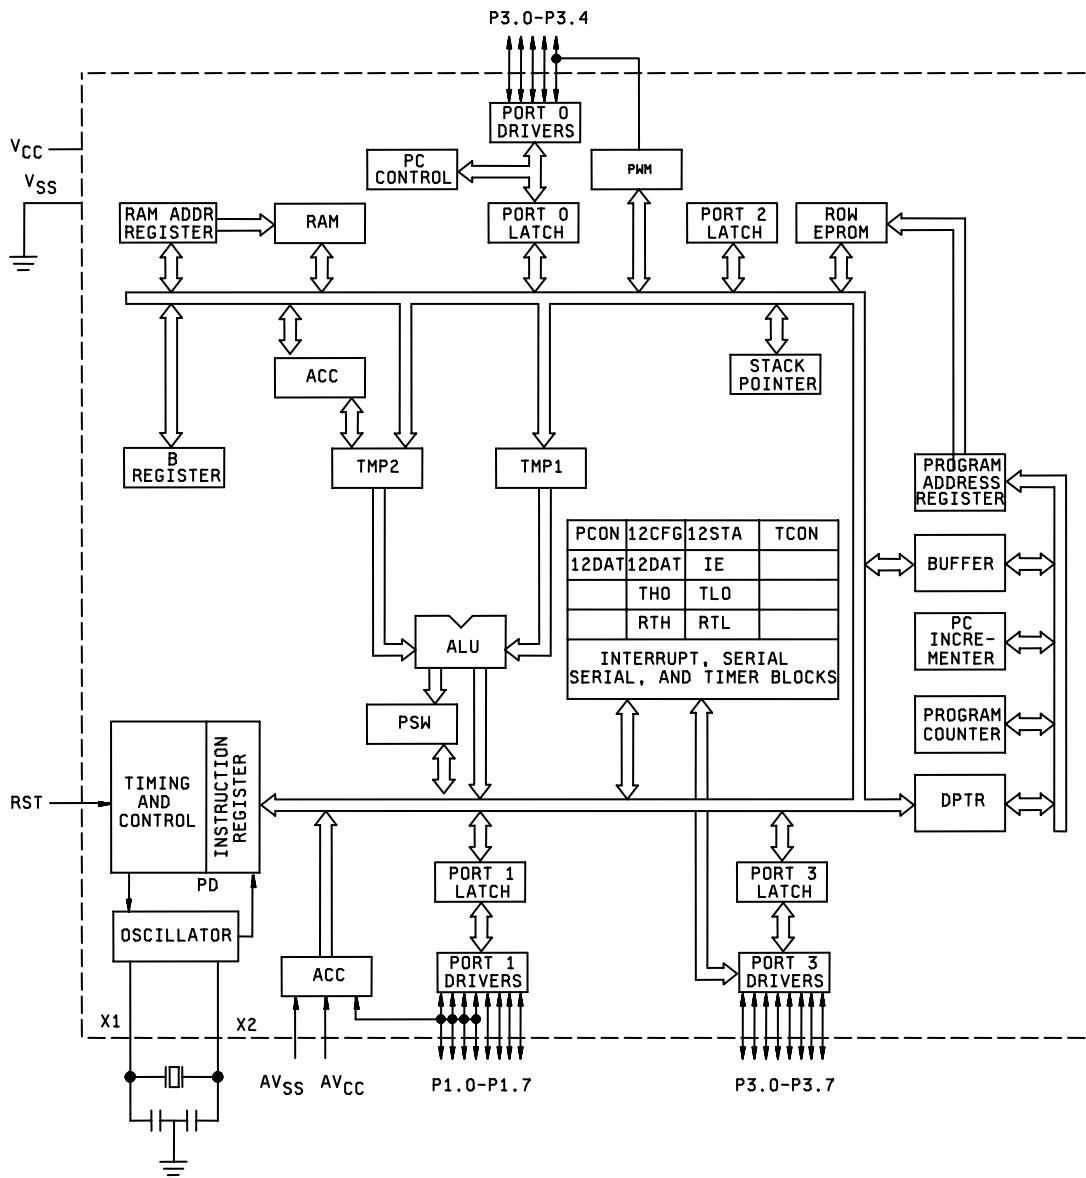 P3.0-P3.4
PORT 0
DRIVERS
VCC
PC
CONTROL
PWM
VSS
RAM ADDR
REGISTER
RAM
PORT 0
LATCH
PORT 2
LATCH
ROW
EPROM
ACC
STACK
POINTER
B
REGISTER
TMP2
TMP1
PROGRAM
ADDRESS
REGISTER
PCON 12CFG 12STA TCON
12DAT 12DAT IE
TH0 TL0
RTH RTL
INTERRUPT, SERIAL
SERIAL, AND TIMER BLOCKS
BUFFER
ALU
PC
INCRE-
MENTER
PSW
PROGRAM
COUNTER
RST
TIMING
AND
CONTROL
INSTRUCTION
REGISTER
DPTR
PD
PORT 1
LATCH
PORT 3
LATCH
OSCILLATOR
ACC
PORT 1
DRIVERS
PORT 3
DRIVERS
X1
X2
AVSS
AVCC
P1.0-P1.7
P3.0-P3.7